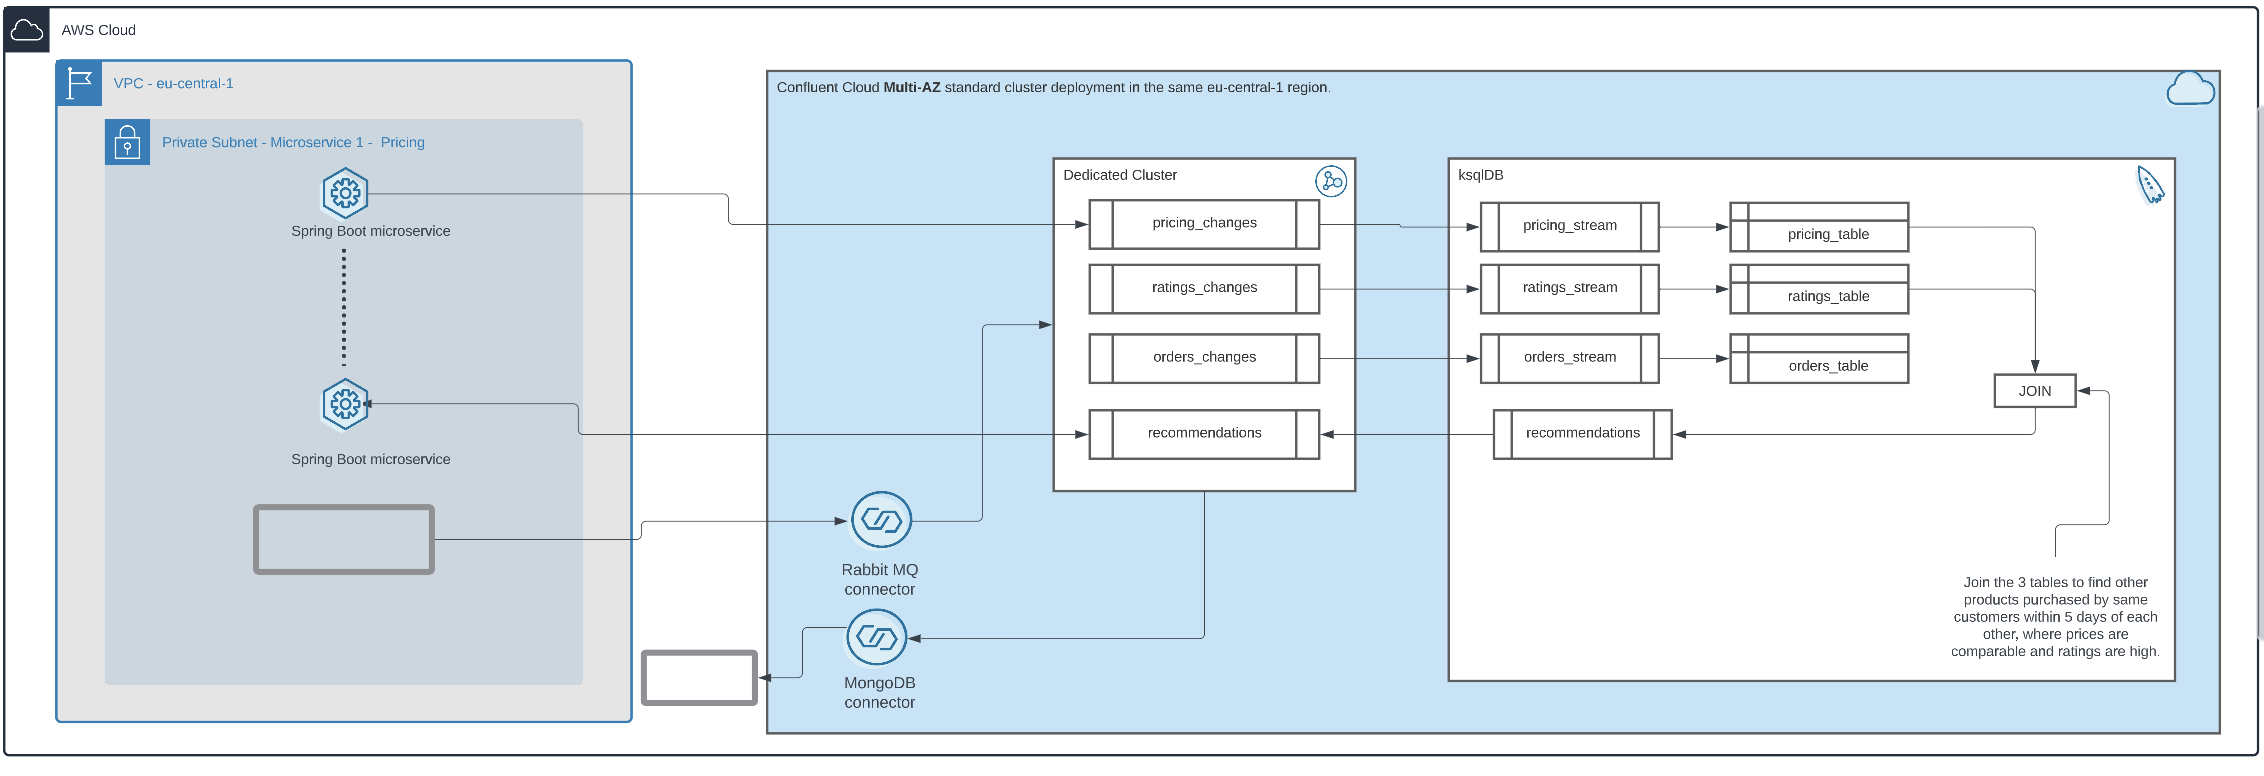 AWS Cloud
VPC - eu-central-1
Private Subnet - Microservice 1 - Pricing
Spring Boot microservice
Spring Boot microservice
Confluent Cloud Multi-AZ standard cluster deployment in the same eu-central-1 region.
Rabbit MQ
connector
MongoDB
connector
Dedicated Cluster
pricing_changes
ratings_changes
orders_changes
recommendations
ksqlDB
pricing_stream
pricing_table
ratings_stream
ratings_table
orders_stream
orders_table
recommendations
JOIN
Join the 3 tables to find other
products purchased by same
customers within 5 days of each
other, where prices are
comparable and ratings are high.